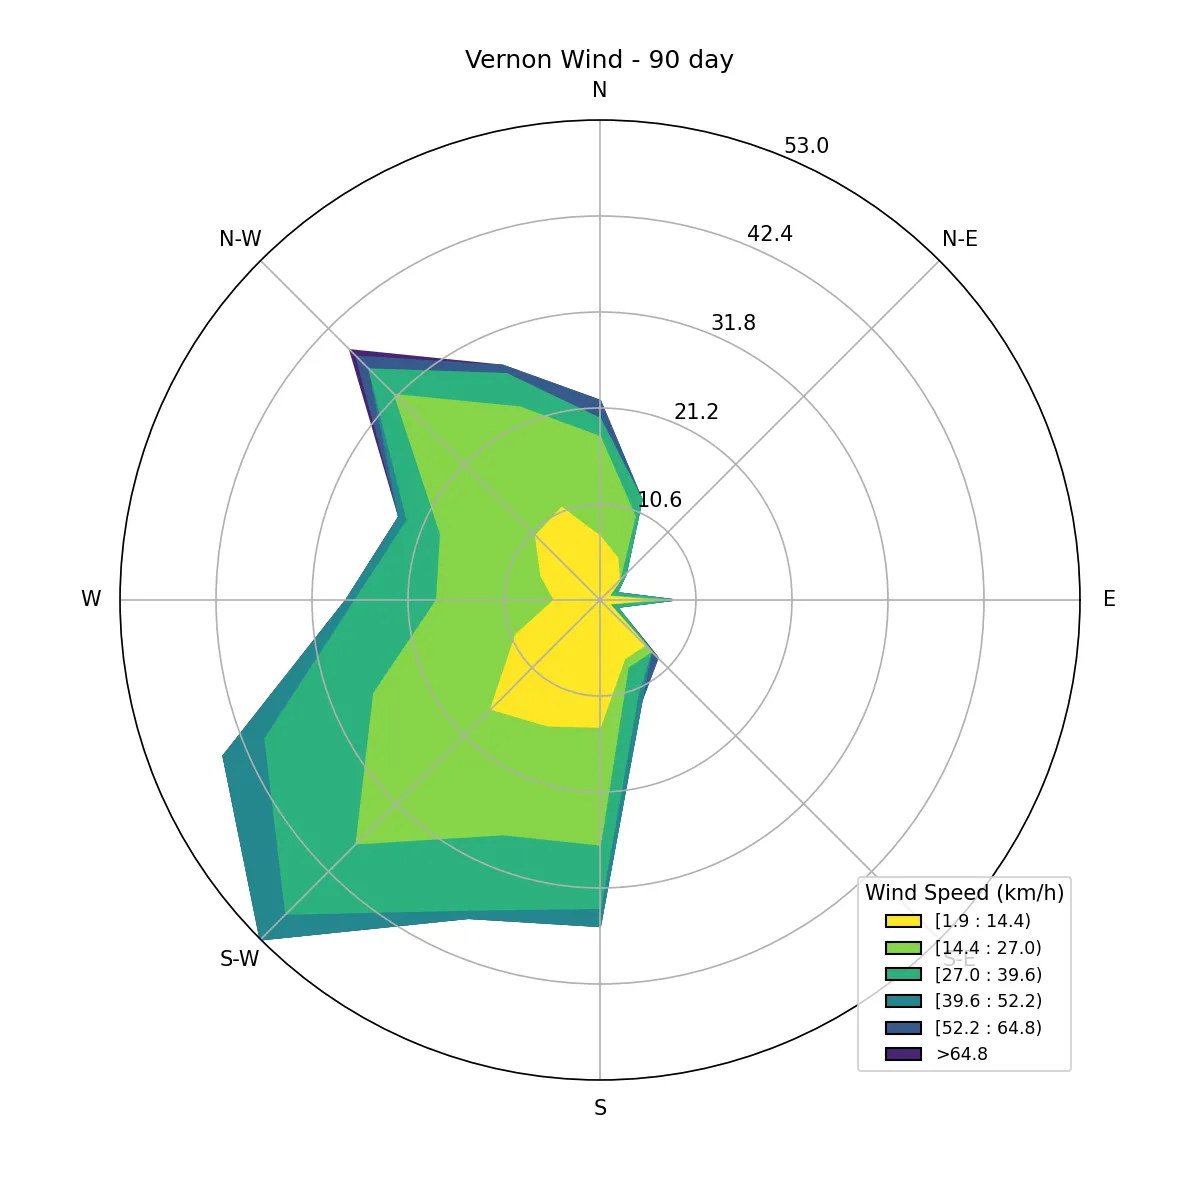 Vernon Wind - 90 day
N
53.0
N-W
42.4
N-E
31.8
21.2
10.6
W
E
S-W
S-E
S
Wind Speed (km/h)
[1.9 : 14.4)
[14.4 : 27.0)
[27.0 : 39.6)
[39.6 : 52.2)
[52.2 : 64.8)
>64.8